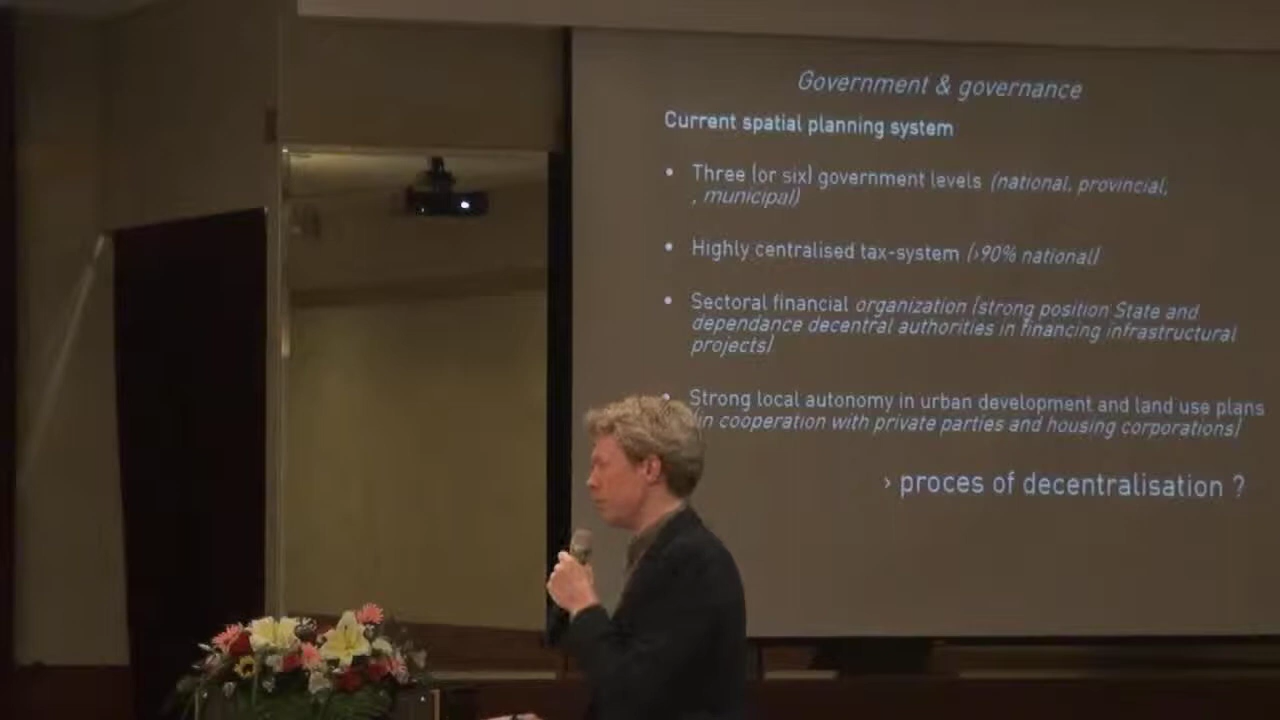 Government & governance
Current spatial planning system
• Three (or six) government levels (national, provincial,
, municipal)
• Highly centralised tax-system (>90% national)
• Sectoral financial organization (strong position State and
dependance decentral authorities in financing infrastructural
projects)
• Strong local autonomy in urban development and land use plans
(in cooperation with private parties and housing corporations)
> proces of decentralisation ?